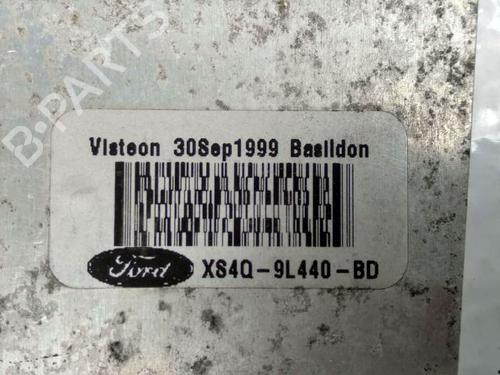 B-PARTS
Visteon 30Sep1999 Basildon
Ford XS4Q-9L440-BD